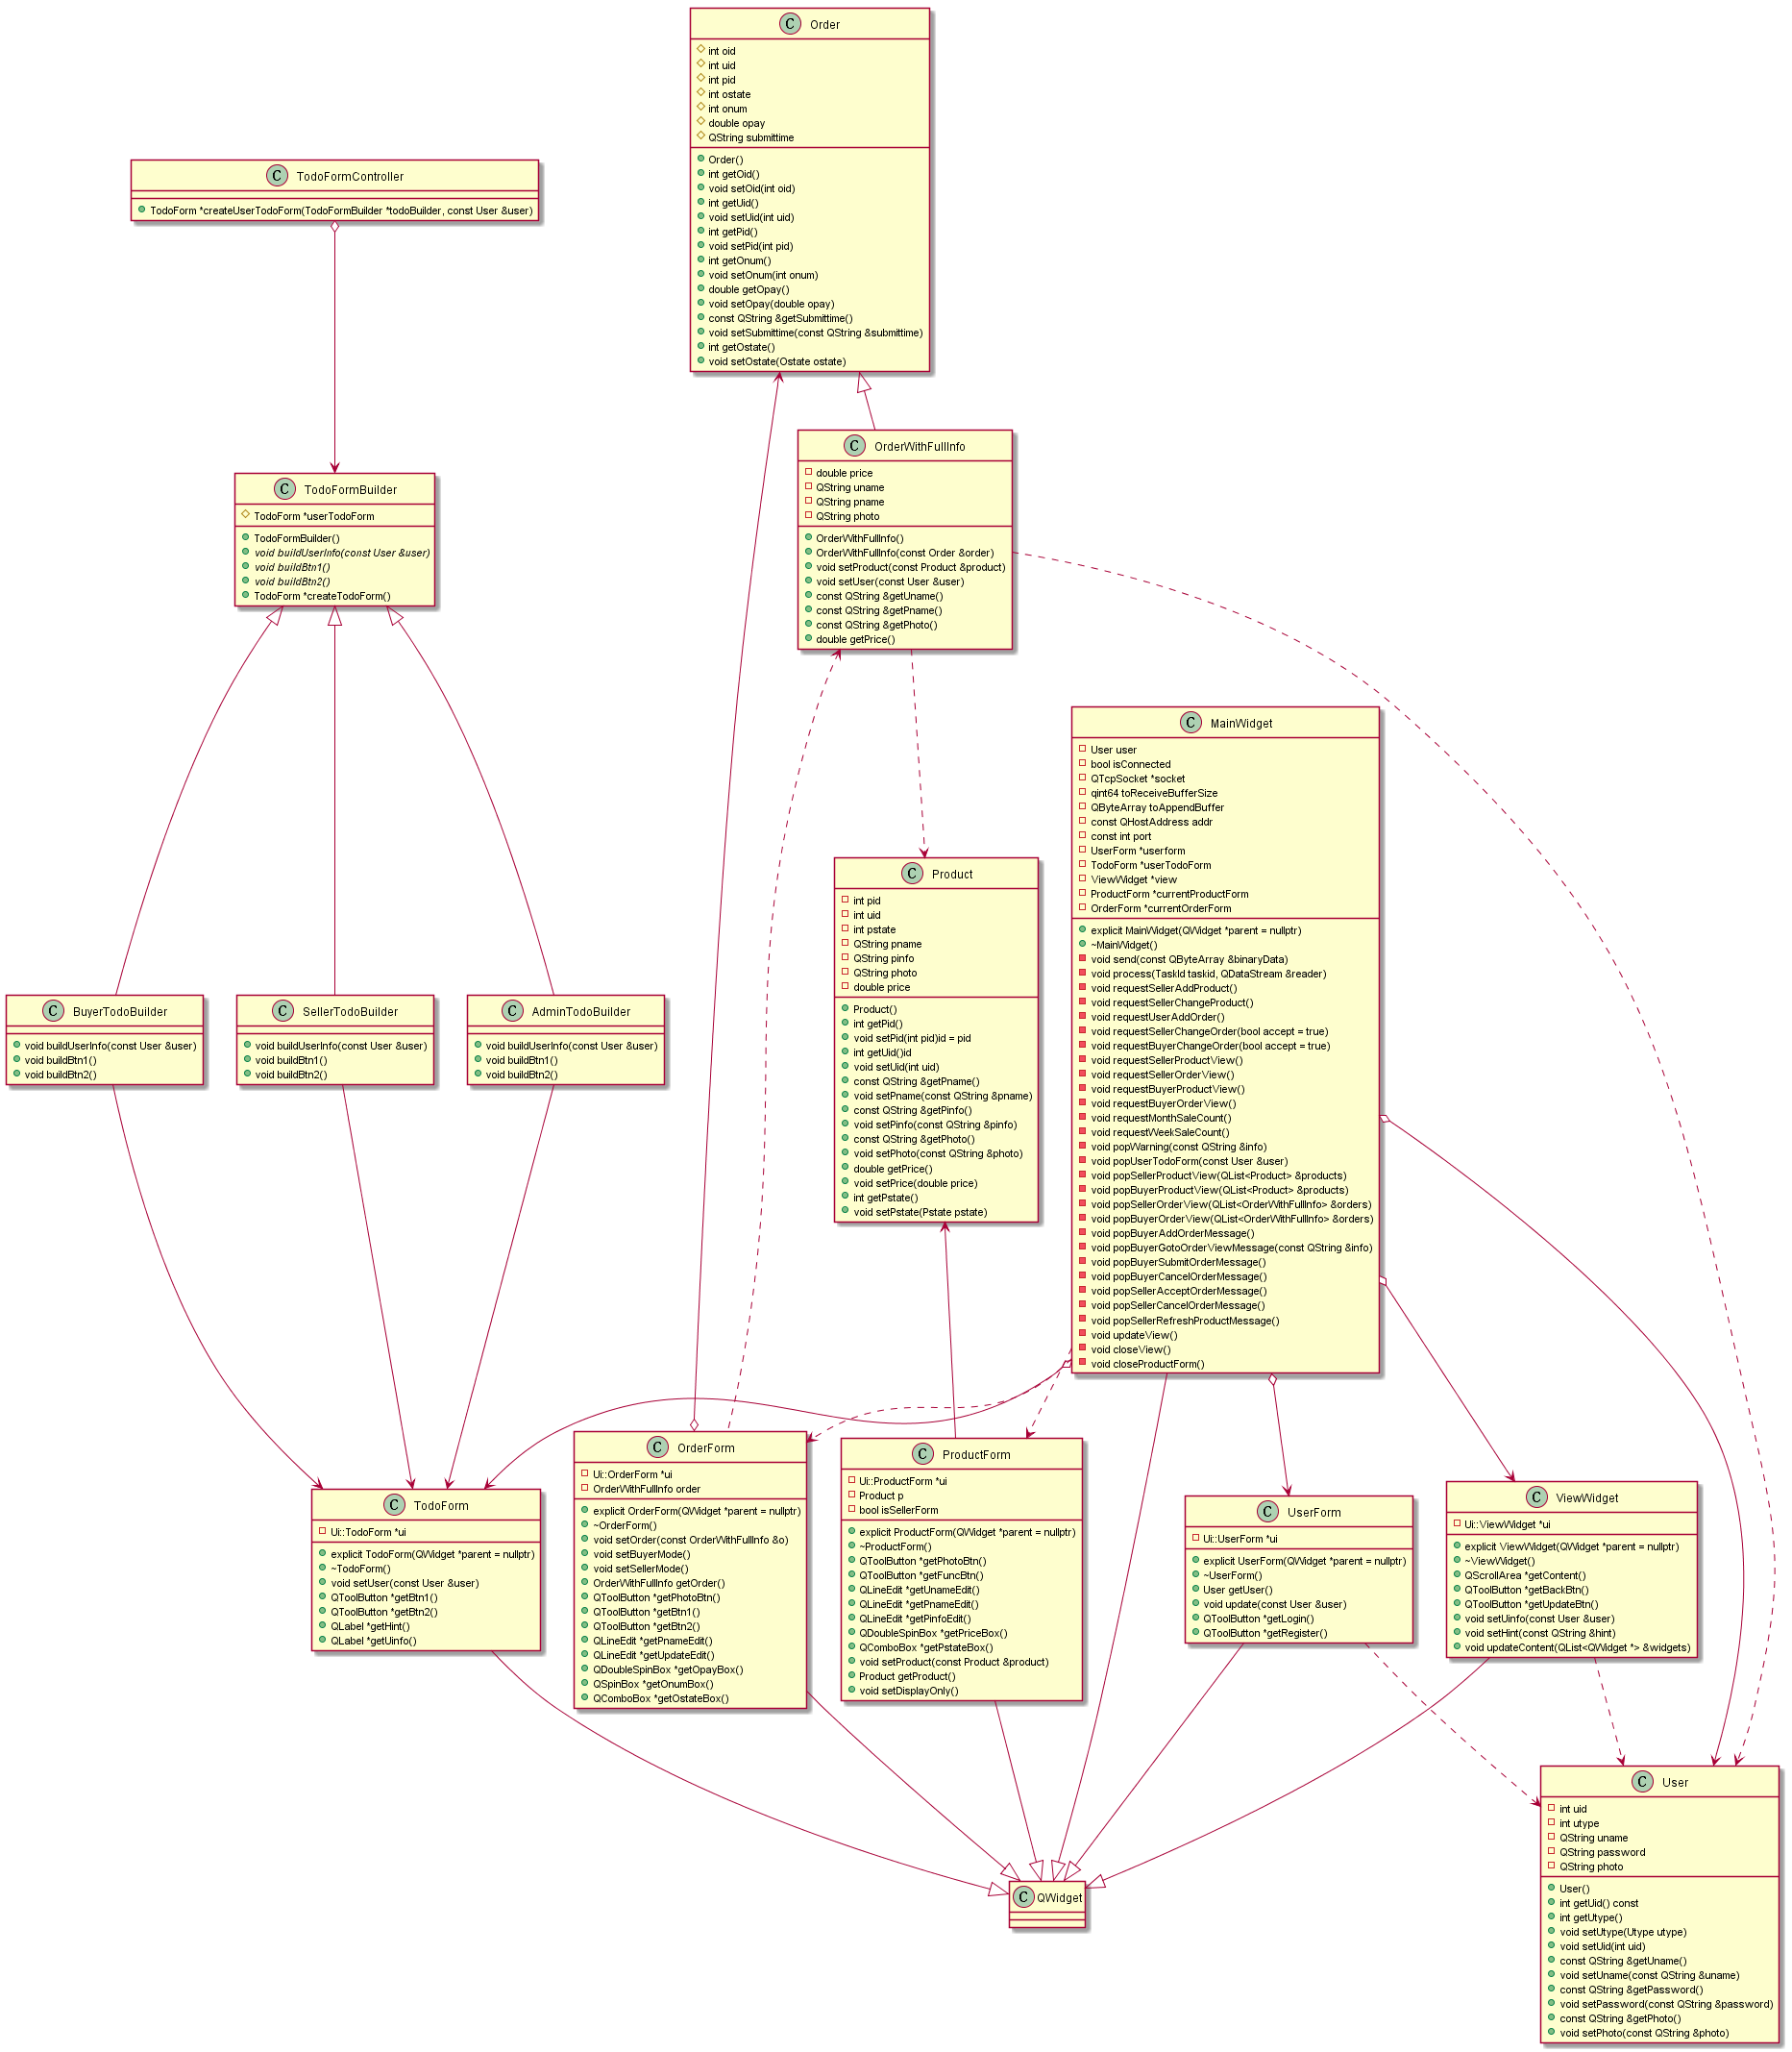 C Order
int oid
int uid
int pid
int ostate
int onum
double opay
QString submittime
Order()
int getOid()
void setOid(int oid)
int getUid()
void setUid(int uid)
int getPid()
void setPid(int pid)
int getOnum()
void setOnum(int onum)
double getOpay()
void setOpay(double opay)
const QString &getSubmittime()
void setSubmittime(const QString &submittime)
int getOstate()
void setOstate(Ostate ostate)
C TodoFormController
TodoForm *createUserTodoForm(TodoFormBuilder *todoBuilder, const User &user)
C OrderWithFullInfo
double price
QString uname
QString pname
QString photo
OrderWithFullInfo()
OrderWithFullInfo(const Order &order)
void setProduct(const Product &product)
void setUser(const User &user)
const QString &getUname()
const QString &getPname()
const QString &getPhoto()
double getPrice()
C TodoFormBuilder
TodoForm *userTodoForm
TodoFormBuilder()
void buildUserInfo(const User &user)
void buildBtn1()
void buildBtn2()
TodoForm *createTodoForm()
C MainWidget
User user
bool isConnected
QTcpSocket *socket
qint64 toReceiveBufferSize
QByteArray toAppendBuffer
const QHostAddress addr
const int port
UserForm *userform
TodoForm *userTodoForm
ViewWidget *view
ProductForm *currentProductForm
OrderForm *currentOrderForm
explicit MainWidget(QWidget *parent = nullptr)
~MainWidget()
void send(const QByteArray &binaryData)
void process(TaskId taskid, QDataStream &reader)
void requestSellerAddProduct()
void requestSellerChangeProduct()
void requestUserAddOrder()
void requestSellerChangeOrder(bool accept = true)
void requestBuyerChangeOrder(bool accept = true)
void requestSellerProductView()
void requestSellerOrderView()
void requestBuyerProductView()
void requestBuyerOrderView()
void requestMonthSaleCount()
void requestWeekSaleCount()
void popWarning(const QString &info)
void popUserTodoForm(const User &user)
void popSellerProductView(QList<Product> &products)
void popBuyerProductView(QList<Product> &products)
void popSellerOrderView(QList<OrderWithFullInfo> &orders)
void popBuyerOrderView(QList<OrderWithFullInfo> &orders)
void popBuyerAddOrderMessage()
void popBuyerGotoOrderViewMessage(const QString &info)
void popBuyerSubmitOrderMessage()
void popBuyerCancelOrderMessage()
void popSellerAcceptOrderMessage()
void popSellerCancelOrderMessage()
void popSellerRefreshProductMessage()
void updateView()
void closeView()
void closeProductForm()
C Product
int pid
int uid
int pstate
QString pname
QString pinfo
QString photo
double price
Product()
int getPid()
void setPid(int pid)id = pid
int getUid()id
void setUid(int uid)
const QString &getPname()
void setPname(const QString &pname)
const QString &getPinfo()
void setPinfo(const QString &pinfo)
const QString &getPhoto()
void setPhoto(const QString &photo)
double getPrice()
void setPrice(double price)
int getPstate()
void setPstate(Pstate pstate)
C BuyerTodoBuilder
void buildUserInfo(const User &user)
void buildBtn1()
void buildBtn2()
C SellerTodoBuilder
void buildUserInfo(const User &user)
void buildBtn1()
void buildBtn2()
C AdminTodoBuilder
void buildUserInfo(const User &user)
void buildBtn1()
void buildBtn2()
C TodoForm
Ui::TodoForm *ui
explicit TodoForm(QWidget *parent = nullptr)
~TodoForm()
void setUser(const User &user)
QToolButton *getBtn1()
QToolButton *getBtn2()
QLabel *getHint()
QLabel *getUinfo()
C OrderForm
Ui::OrderForm *ui
OrderWithFullInfo order
explicit OrderForm(QWidget *parent = nullptr)
~OrderForm()
void setOrder(const OrderWithFullInfo &o)
void setBuyerMode()
void setSellerMode()
OrderWithFullInfo getOrder()
QToolButton *getPhotoBtn()
QToolButton *getBtn1()
QToolButton *getBtn2()
QLineEdit *getPnameEdit()
QLineEdit *getUpdateEdit()
QDoubleSpinBox *getOpayBox()
QSpinBox *getOnumBox()
QComboBox *getOstateBox()
C ProductForm
Ui::ProductForm *ui
Product p
bool isSellerForm
explicit ProductForm(QWidget *parent = nullptr)
~ProductForm()
QToolButton *getPhotoBtn()
QToolButton *getFuncBtn()
QLineEdit *getUnameEdit()
QLineEdit *getPnameEdit()
QLineEdit *getPinfoEdit()
QDoubleSpinBox *getPriceBox()
QComboBox *getPstateBox()
void setProduct(const Product &product)
Product getProduct()
void setDisplayOnly()
C UserForm
Ui::UserForm *ui
explicit UserForm(QWidget *parent = nullptr)
~UserForm()
User getUser()
void update(const User &user)
QToolButton *getLogin()
QToolButton *getRegister()
C ViewWidget
Ui::ViewWidget *ui
explicit ViewWidget(QWidget *parent = nullptr)
~ViewWidget()
QScrollArea *getContent()
QToolButton *getBackBtn()
QToolButton *getUpdateBtn()
void setUinfo(const User &user)
void setHint(const QString &hint)
void updateContent(QList<QWidget *> &widgets)
C User
int uid
int utype
QString uname
QString password
QString photo
User()
int getUid() const
int getUtype()
void setUtype(Utype utype)
void setUid(int uid)
const QString &getUname()
void setUname(const QString &uname)
const QString &getPassword()
void setPassword(const QString &password)
const QString &getPhoto()
void setPhoto(const QString &photo)
C QWidget